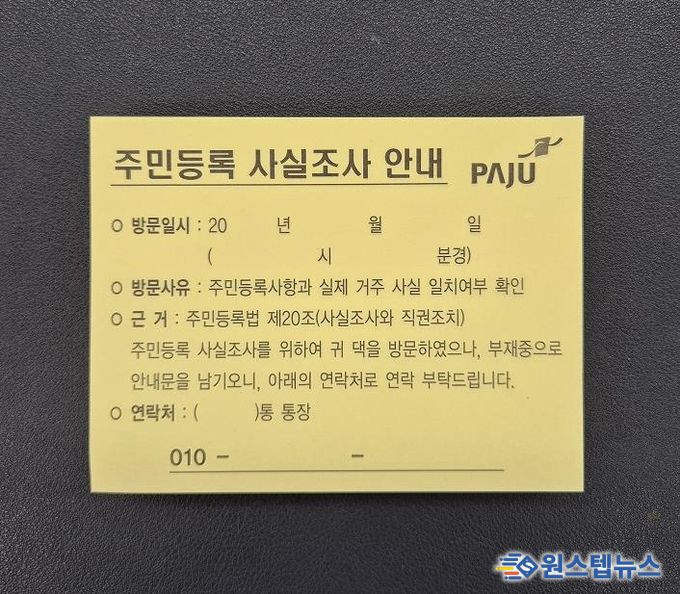 주민등록 사실조사 안내 PAJU
방문일시 : 20 년 월 일
( 시 분경)
방문사유 : 주민등록사항과 실제 거주 사실 일치여부 확인
근 거 : 주민등록법 제20조(사실조사와 직권조치)
주민등록 사실조사를 위하여 귀 댁을 방문하였으나, 부재중으로
안내문을 남기오니, 아래의 연락처로 연락 부탁드립니다.
연락처 : ( )통 통장
010 - -
원스텝뉴스